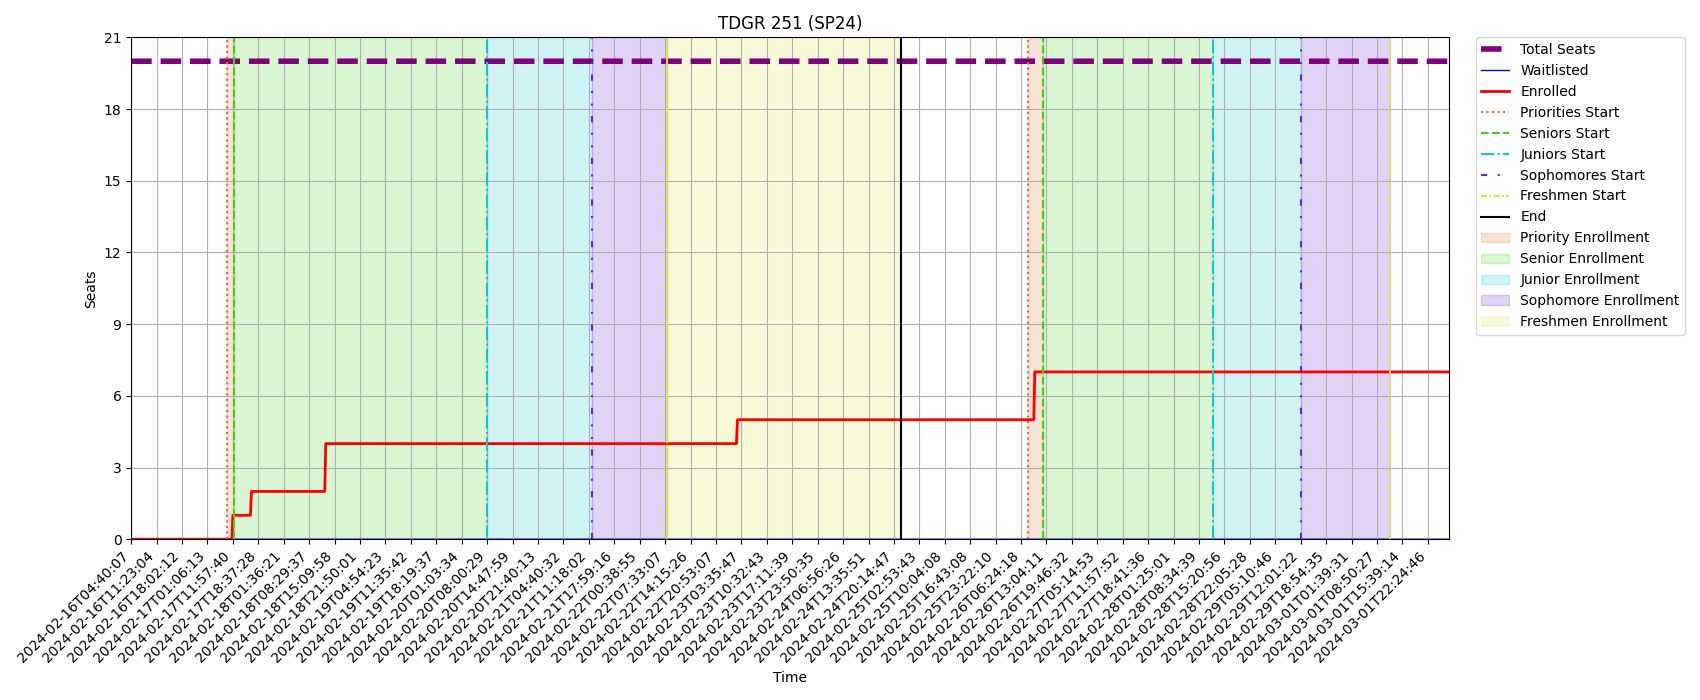 TDGR 251 (SP24)
21
18
15
12
9
6
3
0
Seats
2024-02-16T04:40:07
2024-02-16T11:23:04
2024-02-16T18:02:12
2024-02-17T01:06:13
2024-02-17T11:57:40
2024-02-17T18:37:28
2024-02-18T01:36:21
2024-02-18T08:29:37
2024-02-18T15:09:58
2024-02-18T21:50:01
2024-02-19T04:54:23
2024-02-19T11:35:42
2024-02-19T18:19:37
2024-02-20T01:03:34
2024-02-20T08:00:29
2024-02-20T14:47:59
2024-02-20T21:40:13
2024-02-21T04:40:32
2024-02-21T11:18:02
2024-02-21T17:59:16
2024-02-22T00:38:55
2024-02-22T07:33:07
2024-02-22T14:15:26
2024-02-22T20:53:07
2024-02-23T03:35:47
2024-02-23T10:32:43
2024-02-23T17:11:39
2024-02-23T23:50:35
2024-02-24T06:56:26
2024-02-24T13:35:51
2024-02-24T20:14:47
2024-02-25T02:53:43
2024-02-25T10:04:08
2024-02-25T16:43:08
2024-02-25T23:22:10
2024-02-26T06:24:18
2024-02-26T13:04:11
2024-02-26T19:46:32
2024-02-27T05:14:53
2024-02-27T11:57:52
2024-02-27T18:41:36
2024-02-28T01:25:01
2024-02-28T08:34:39
2024-02-28T15:20:56
2024-02-28T22:05:28
2024-02-29T05:10:46
2024-02-29T12:01:22
2024-02-29T18:54:35
2024-03-01T01:39:31
2024-03-01T08:50:27
2024-03-01T15:39:14
2024-03-01T22:24:46
Time
Total Seats
Waitlisted
Enrolled
Priorities Start
Seniors Start
Juniors Start
Sophomores Start
Freshmen Start
End
Priority Enrollment
Senior Enrollment
Junior Enrollment
Sophomore Enrollment
Freshmen Enrollment